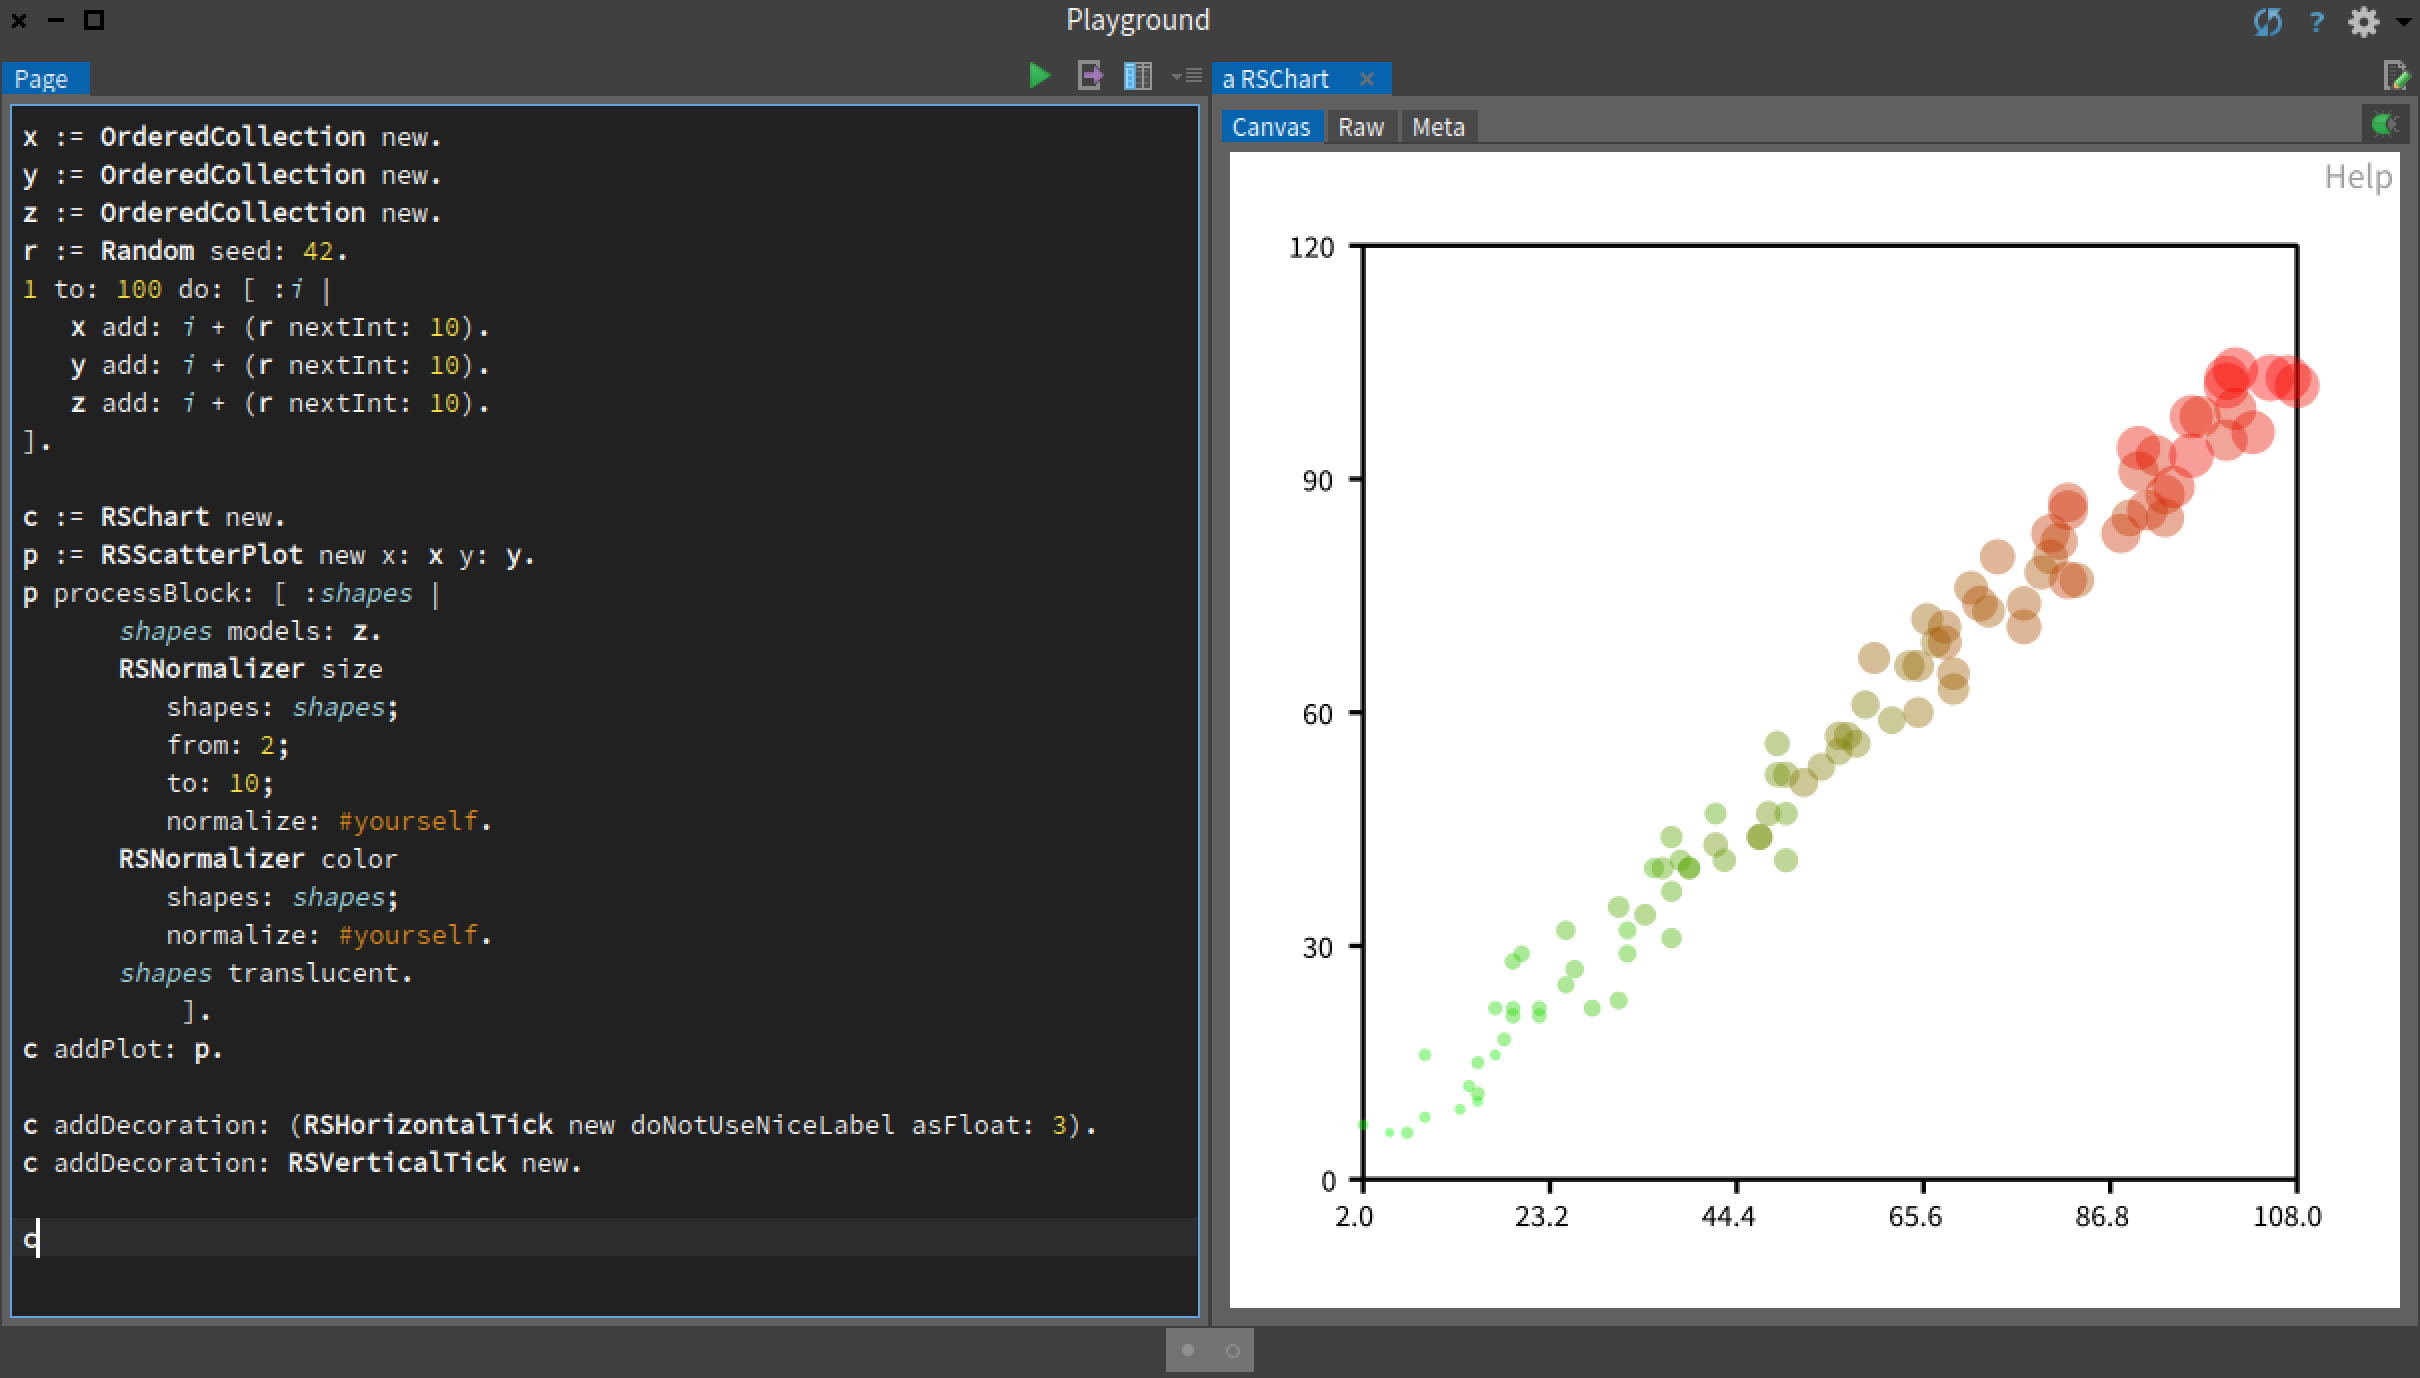 Playground
?
Page
a RSChart
Canvas Raw Meta
x := OrderedCollection new.
y := OrderedCollection new.
z := OrderedCollection new.
r := Random seed: 42.
1 to: 100 do: [ :i |
x add: i + (r nextInt: 10).
y add: i + (r nextInt: 10).
z add: i + (r nextInt: 10).
].
c := RSChart new.
p := RSScatterPlot new x: x y: y.
p processBlock: [ :shapes |
shapes models: z.
RSNormalizer size
shapes: shapes;
from: 2;
to: 10;
normalize: #yourself.
RSNormalizer color
shapes: shapes;
normalize: #yourself.
shapes translucent.
].
c addPlot: p.
c addDecoration: (RSHorizontalTick new doNotUseNiceLabel asFloat: 3).
c addDecoration: RSVerticalTick new.
c
Help
120
90
60
30
0
2.0 23.2 44.4 65.6 86.8 108.0